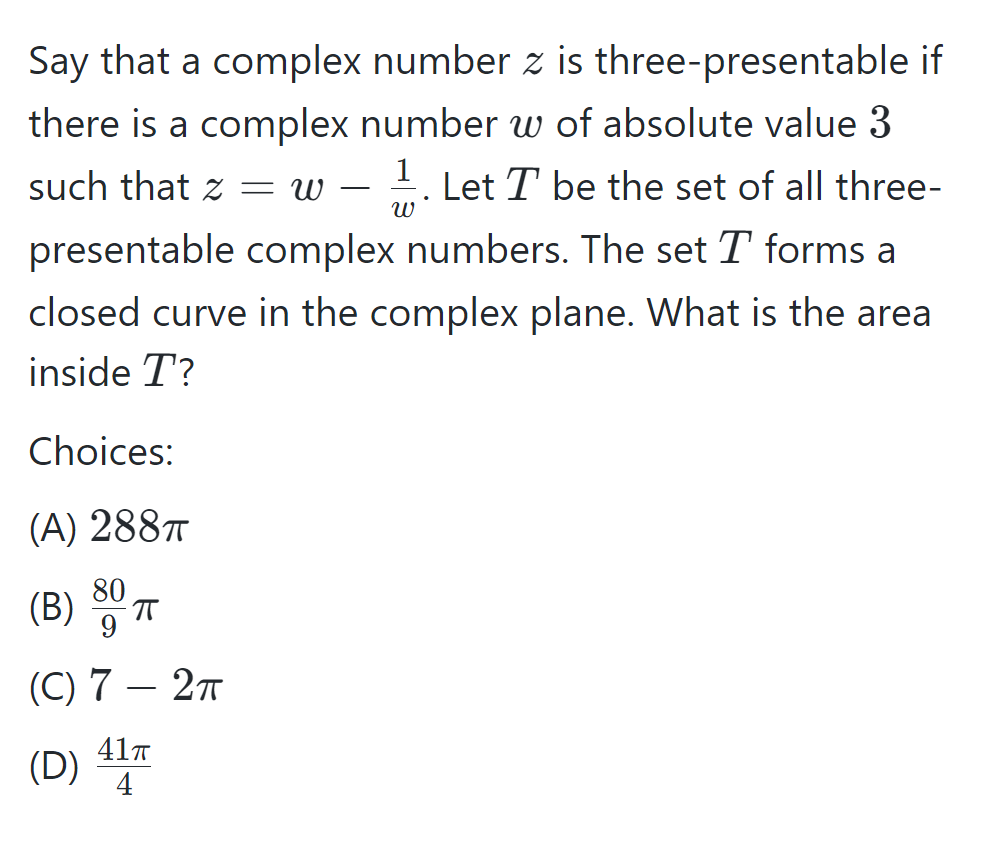 Say that a complex number $z$ is three-presentable if
there is a complex number $w$ of absolute value $3$
such that $z = w - \frac{1}{w}$. Let $T$ be the set of all three-
presentable complex numbers. The set $T$ forms a
closed curve in the complex plane. What is the area
inside $T$?
Choices:
(A) $288\pi$
(B) $\frac{80}{9}\pi$
(C) $7 - 2\pi$
(D) $\frac{41\pi}{4}$